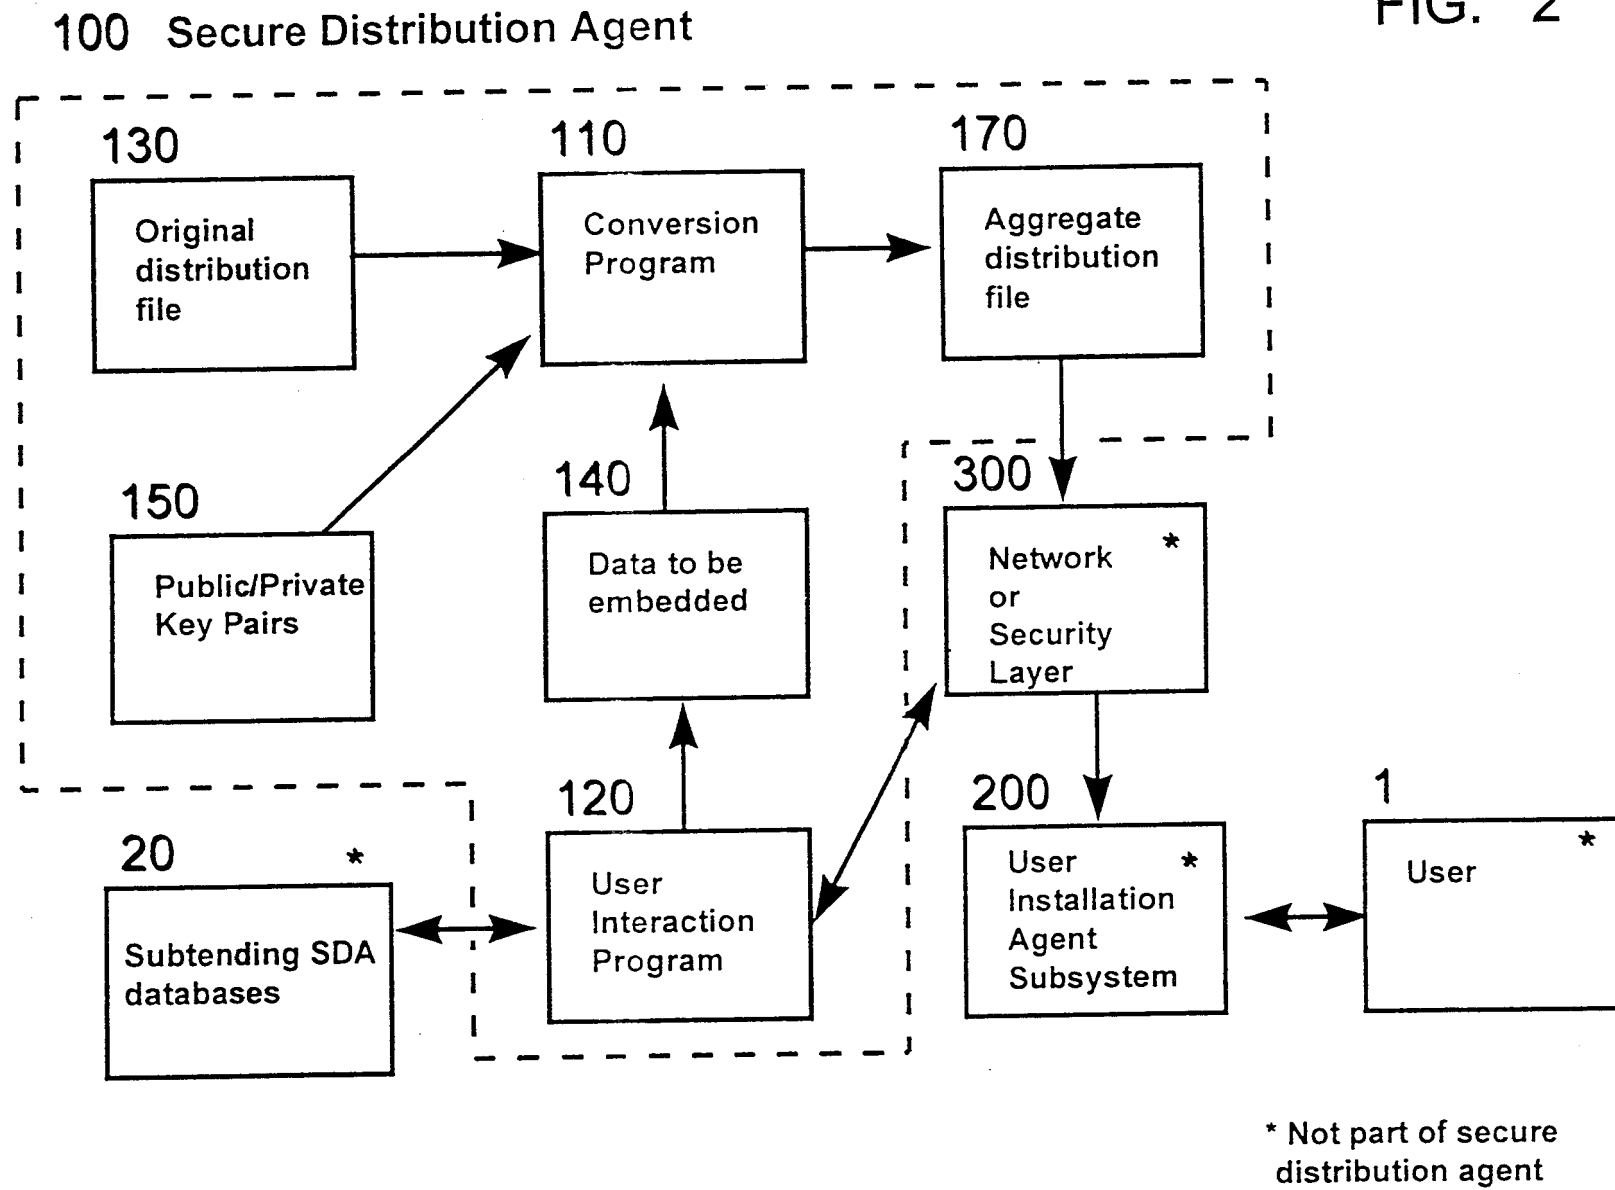 FIG. 2
100 Secure Distribution Agent
130
Original
distribution
file
110
Conversion
Program
170
Aggregate
distribution
file
150
Public/Private
Key Pairs
140
Data to be
embedded
300
Network *
or
Security
Layer
20 *
Subtending SDA
databases
120
User
Interaction
Program
200
User *
Installation
Agent
Subsystem
1
*
User
* Not part of secure
distribution agent